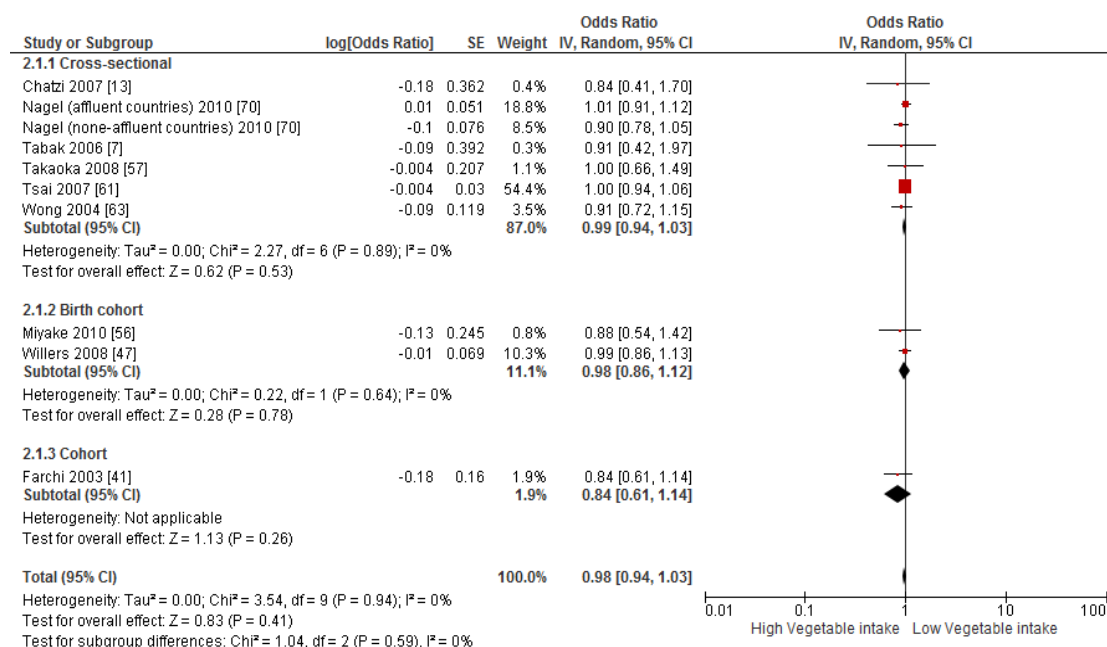 Odds Ratio Odds Ratio
Study or Subgroup log[Odds Ratio] SE Weight IV, Random, 95% CI IV, Random, 95% CI
2.1.1 Cross-sectional
Chatzi 2007 [13] -0.18 0.362 0.4% 0.84 [0.41, 1.70]
Nagel (affluent countries) 2010 [70] 0.01 0.051 18.8% 1.01 [0.91, 1.12]
Nagel (none-affluent countries) 2010 [70] -0.1 0.076 8.5% 0.90 [0.78, 1.05]
Tabak 2006 [7] -0.09 0.392 0.3% 0.91 [0.42, 1.97]
Takaoka 2008 [57] -0.004 0.207 1.1% 1.00 [0.66, 1.49]
Tsai 2007 [61] -0.004 0.03 54.4% 1.00 [0.94, 1.06]
Wong 2004 [63] -0.09 0.119 3.5% 0.91 [0.72, 1.15]
Subtotal (95% CI) 87.0% 0.99 [0.94, 1.03]
Heterogeneity: Tau² = 0.00; Chi² = 2.27, df = 6 (P = 0.89); I² = 0%
Test for overall effect: Z = 0.62 (P = 0.53)
2.1.2 Birth cohort
Miyake 2010 [56] -0.13 0.245 0.8% 0.88 [0.54, 1.42]
Willers 2008 [47] -0.01 0.069 10.3% 0.99 [0.86, 1.13]
Subtotal (95% CI) 11.1% 0.98 [0.86, 1.12]
Heterogeneity: Tau² = 0.00; Chi² = 0.22, df = 1 (P = 0.64); I² = 0%
Test for overall effect: Z = 0.28 (P = 0.78)
2.1.3 Cohort
Farchi 2003 [41] -0.18 0.16 1.9% 0.84 [0.61, 1.14]
Subtotal (95% CI) 1.9% 0.84 [0.61, 1.14]
Heterogeneity: Not applicable
Test for overall effect: Z = 1.13 (P = 0.26)
Total (95% CI) 100.0% 0.98 [0.94, 1.03]
Heterogeneity: Tau² = 0.00; Chi² = 3.54, df = 9 (P = 0.94); I² = 0%
Test for overall effect: Z = 0.83 (P = 0.41)
Test for subgroup differences: Chi² = 1.04, df = 2 (P = 0.59), I² = 0%
0.01 0.1 1 10 100
High Vegetable intake Low Vegetable intake